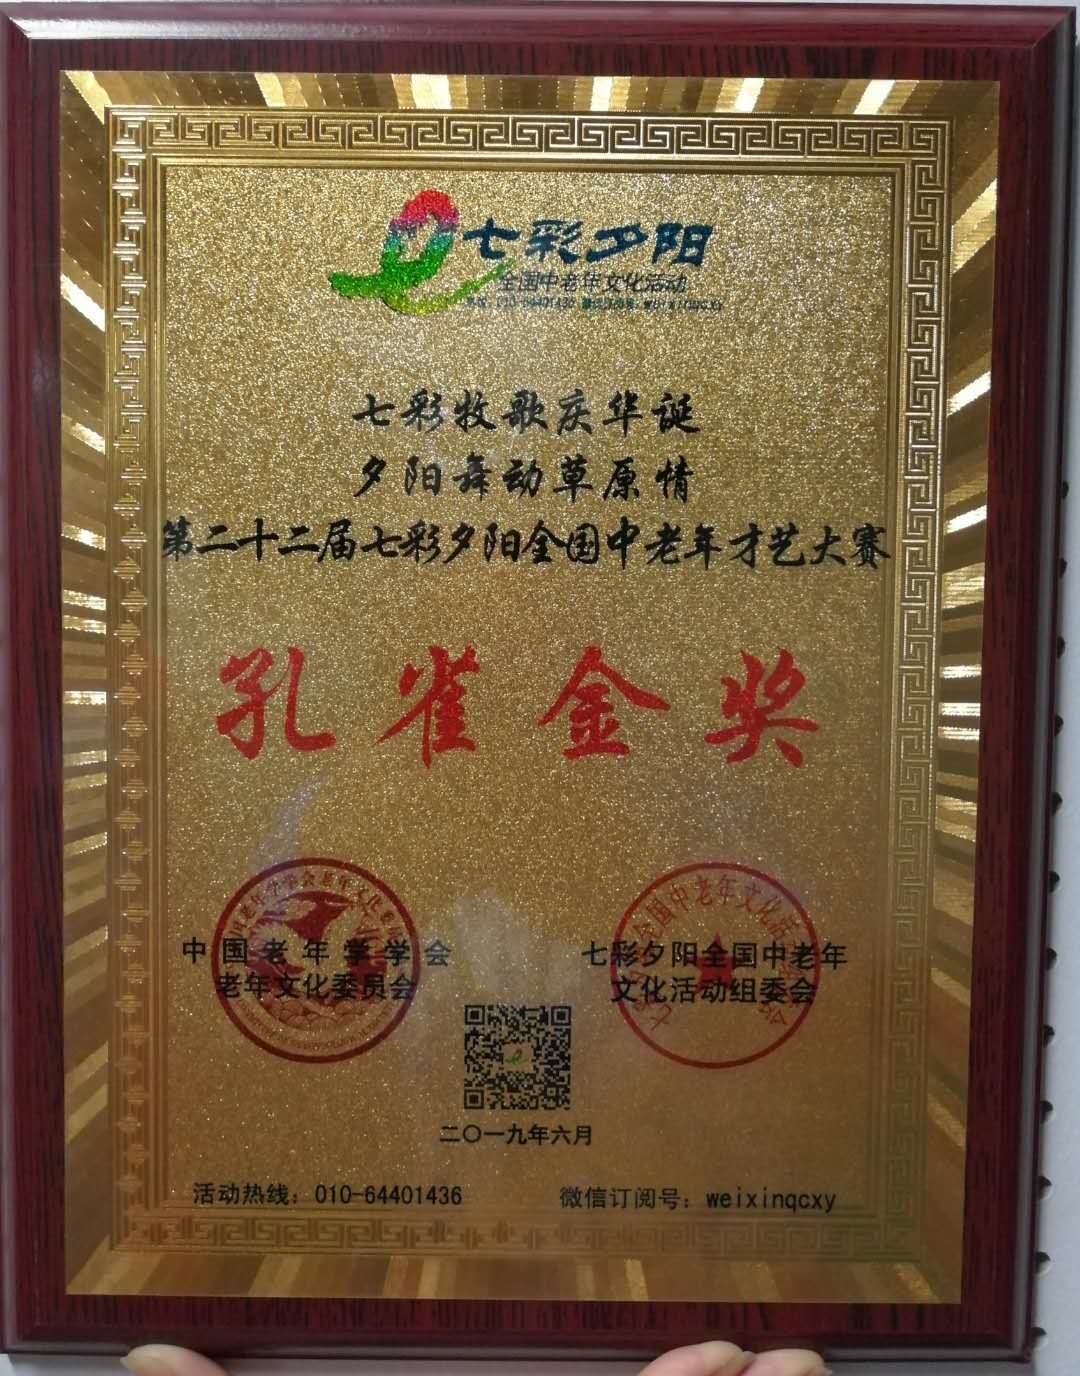 七彩夕阳
全国中老年文化活动
七彩牧歌庆华诞
夕阳舞动草原情
第二十二届七彩夕阳全国中老年才艺大赛
孔雀金奖
中国老年学学会
老年文化委员会
七彩夕阳全国中老年
文化活动组委会
二〇一九年六月
活动热线：010-64401436
微信订阅号：weixinqcxy